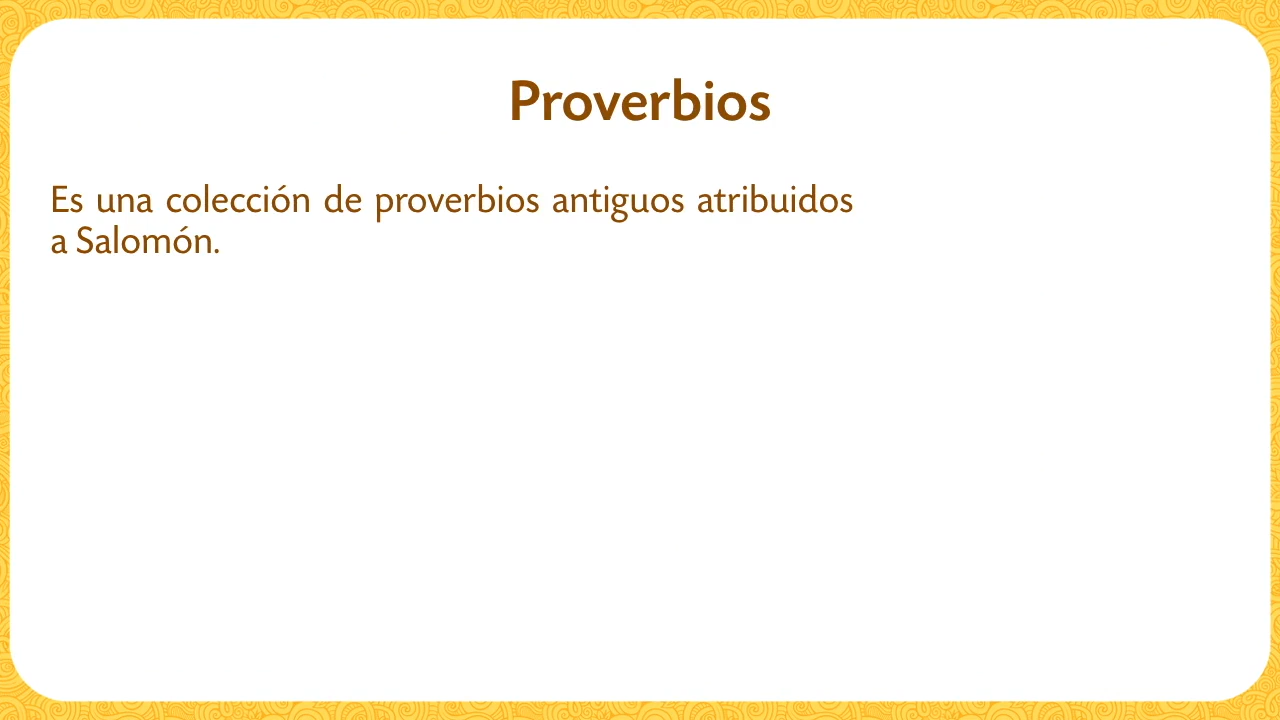 Proverbios
Es una colección de proverbios antiguos atribuidos
a Salomón.